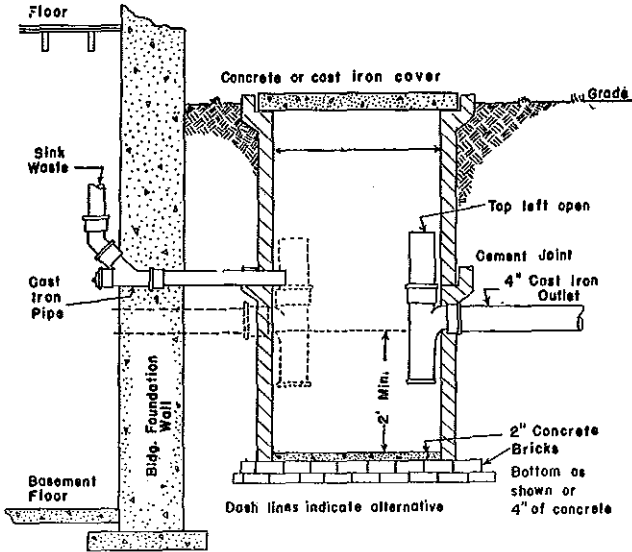 Floor
Concrete or cast iron cover
Grade
Sink
Waste
Top left open
Cement Joint
4" Cast Iron
Outlet
Cast
Iron
Pipe
Bldg. Foundation
Wall
2' Min.
2" Concrete
Bricks
Bottom as
shown or
4" of concrete
Basement
Floor
Dash lines indicate alternative